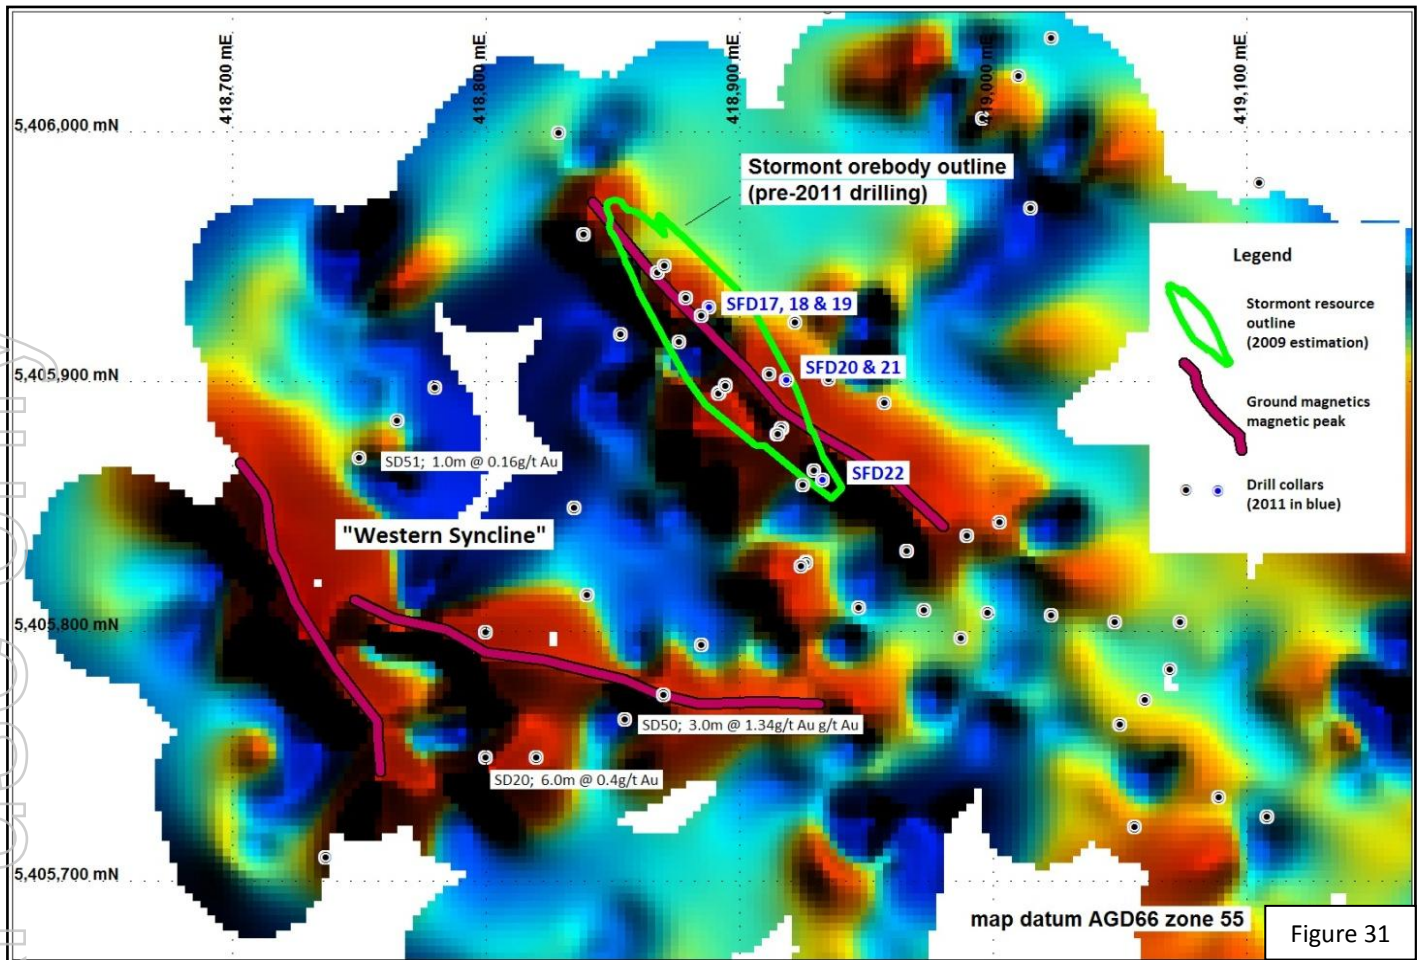 418,700 mE
418,800 mE
418,900 mE
419,000 mE
419,100 mE
5,406,000 mN
Stormont orebody outline
(pre-2011 drilling)
Legend
Stormont resource
outline
(2009 estimation)
SFD17, 18 & 19
SFD20 & 21
5,405,900 mN
Ground magnetics
magnetic peak
SD51; 1.0m @ 0.16g/t Au
SFD22
Drill collars
(2011 in blue)
"Western Syncline"
5,405,800 mN
SD50; 3.0m @ 1.34g/t Au g/t Au
SD20; 6.0m @ 0.4g/t Au
5,405,700 mN
map datum AGD66 zone 55
Figure 31